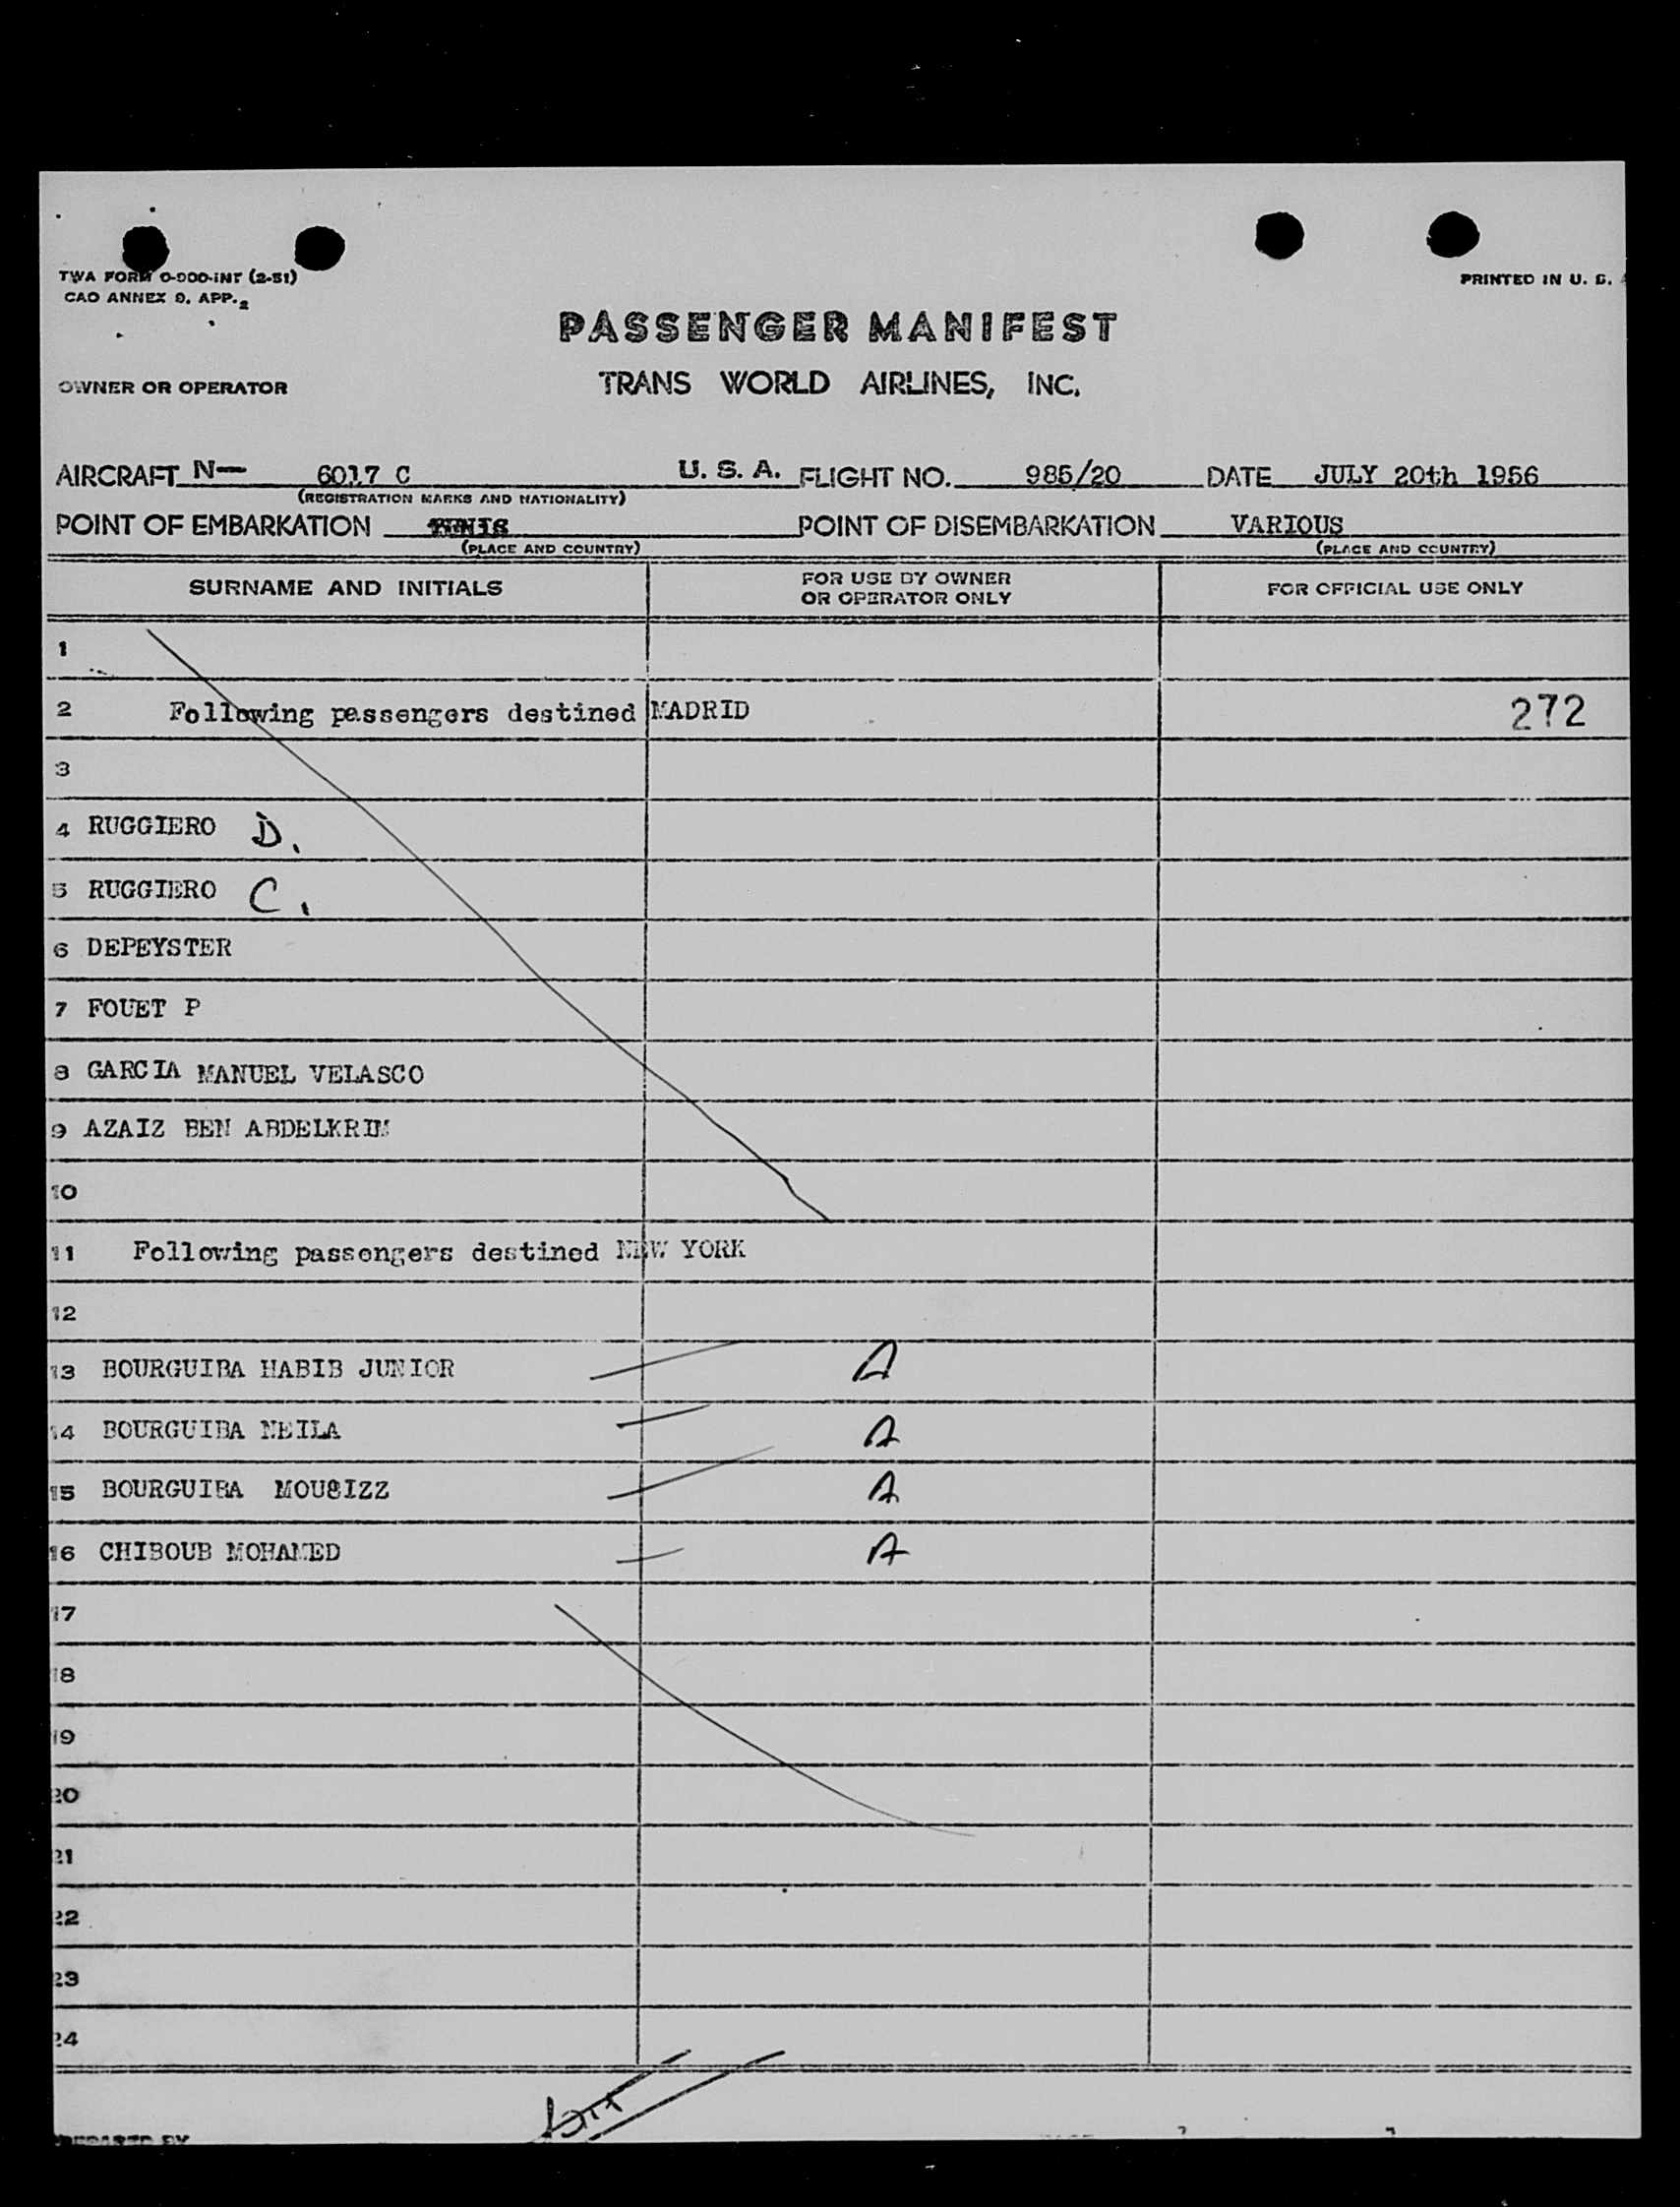 TWA FORM O-900-INT (2-51)
CAO ANNEX 9. APP. 2
PRINTED IN U. S.
PASSENGER MANIFEST
OWNER OR OPERATOR
TRANS WORLD AIRLINES, INC.
AIRCRAFT N— 6017 C U. S. A. FLIGHT NO. 985/20 DATE JULY 20th 1956
(REGISTRATION MARKS AND NATIONALITY)
POINT OF EMBARKATION TUNIS POINT OF DISEMBARKATION VARIOUS
(PLACE AND COUNTRY) (PLACE AND COUNTRY)
SURNAME AND INITIALS FOR USE BY OWNER OR OPERATOR ONLY FOR OFFICIAL USE ONLY
1
2 Following passengers destined MADRID 272
3
4 RUGGIERO D.
5 RUGGIERO C.
6 DEPEYSTER
7 FOUET P
8 GARCIA MANUEL VELASCO
9 AZAIZ BEN ABDELKRIM
10
11 Following passengers destined NEW YORK
12
13 BOURGUIBA HABIB JUNIOR A
14 BOURGUIBA NEILA A
15 BOURGUIBA MOUSIZZ A
16 CHIBOUB MOHAMED A
17
18
19
20
21
22
23
24
PREPARED BY